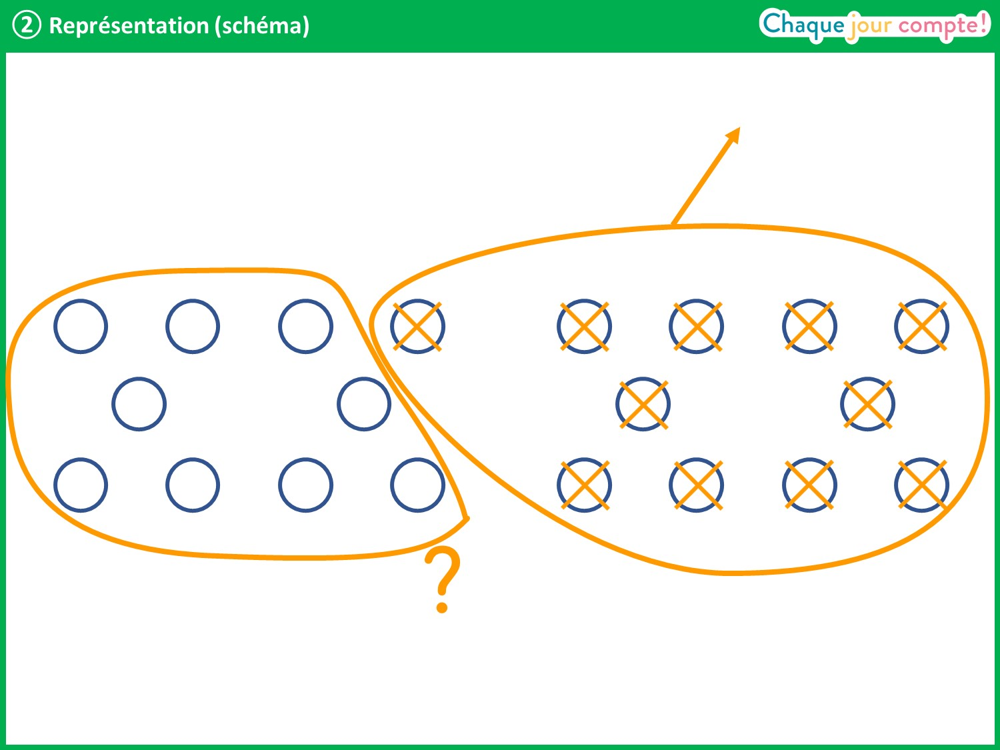 ② Représentation (schéma)
Chaque jour compte!
?